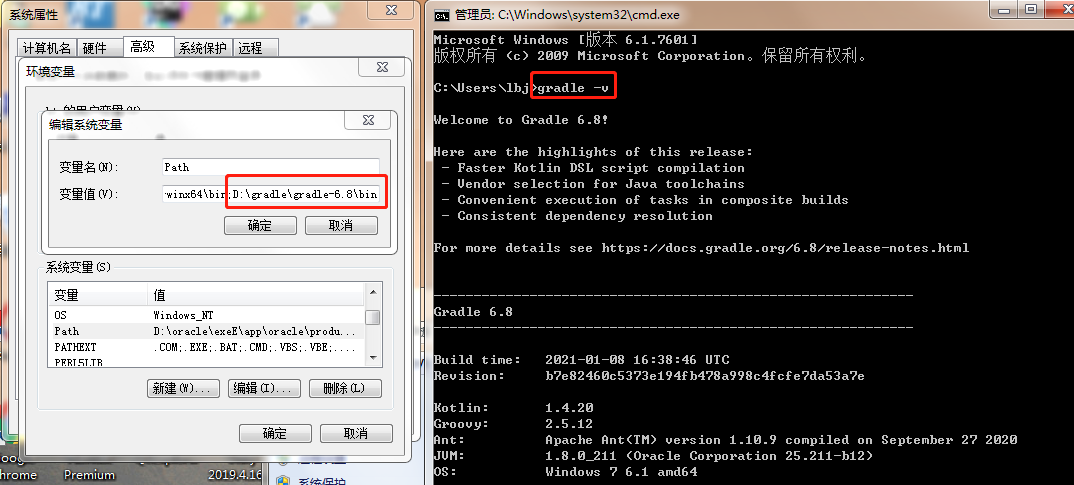 系统属性
计算机名
硬件
高级
系统保护
远程
环境变量
的用户变量(U)
编辑系统变量
变量名(N):
Path
变量值(V):
winx64\bin;D:\gradle\gradle-6.8\bin
确定
取消
系统变量(S)
变量
值
OS
Windows_NT
Path
D:\oracle\exeE\app\oracle\produ...
PATHEXT
.COM;.EXE;.BAT;.CMD;.VBS;.VBE;....
PERL5LIB
新建(W)...
编辑(I)...
删除(L)
确定
取消
hrome
Premium
2019.4.16
系统保护
管理员: C:\Windows\system32\cmd.exe
Microsoft Windows [版本 6.1.7601]
版权所有 (c) 2009 Microsoft Corporation。保留所有权利。
C:\Users\lbj>gradle -v
Welcome to Gradle 6.8!
Here are the highlights of this release:
- Faster Kotlin DSL script compilation
- Vendor selection for Java toolchains
- Convenient execution of tasks in composite builds
- Consistent dependency resolution
For more details see https://docs.gradle.org/6.8/release-notes.html
------------------------------------------------------------
Gradle 6.8
------------------------------------------------------------
Build time: 2021-01-08 16:38:46 UTC
Revision: b7e82460c5373e194fb478a998c4fcfe7da53a7e
Kotlin: 1.4.20
Groovy: 2.5.12
Ant: Apache Ant(TM) version 1.10.9 compiled on September 27 2020
JVM: 1.8.0_211 (Oracle Corporation 25.211-b12)
OS: Windows 7 6.1 amd64